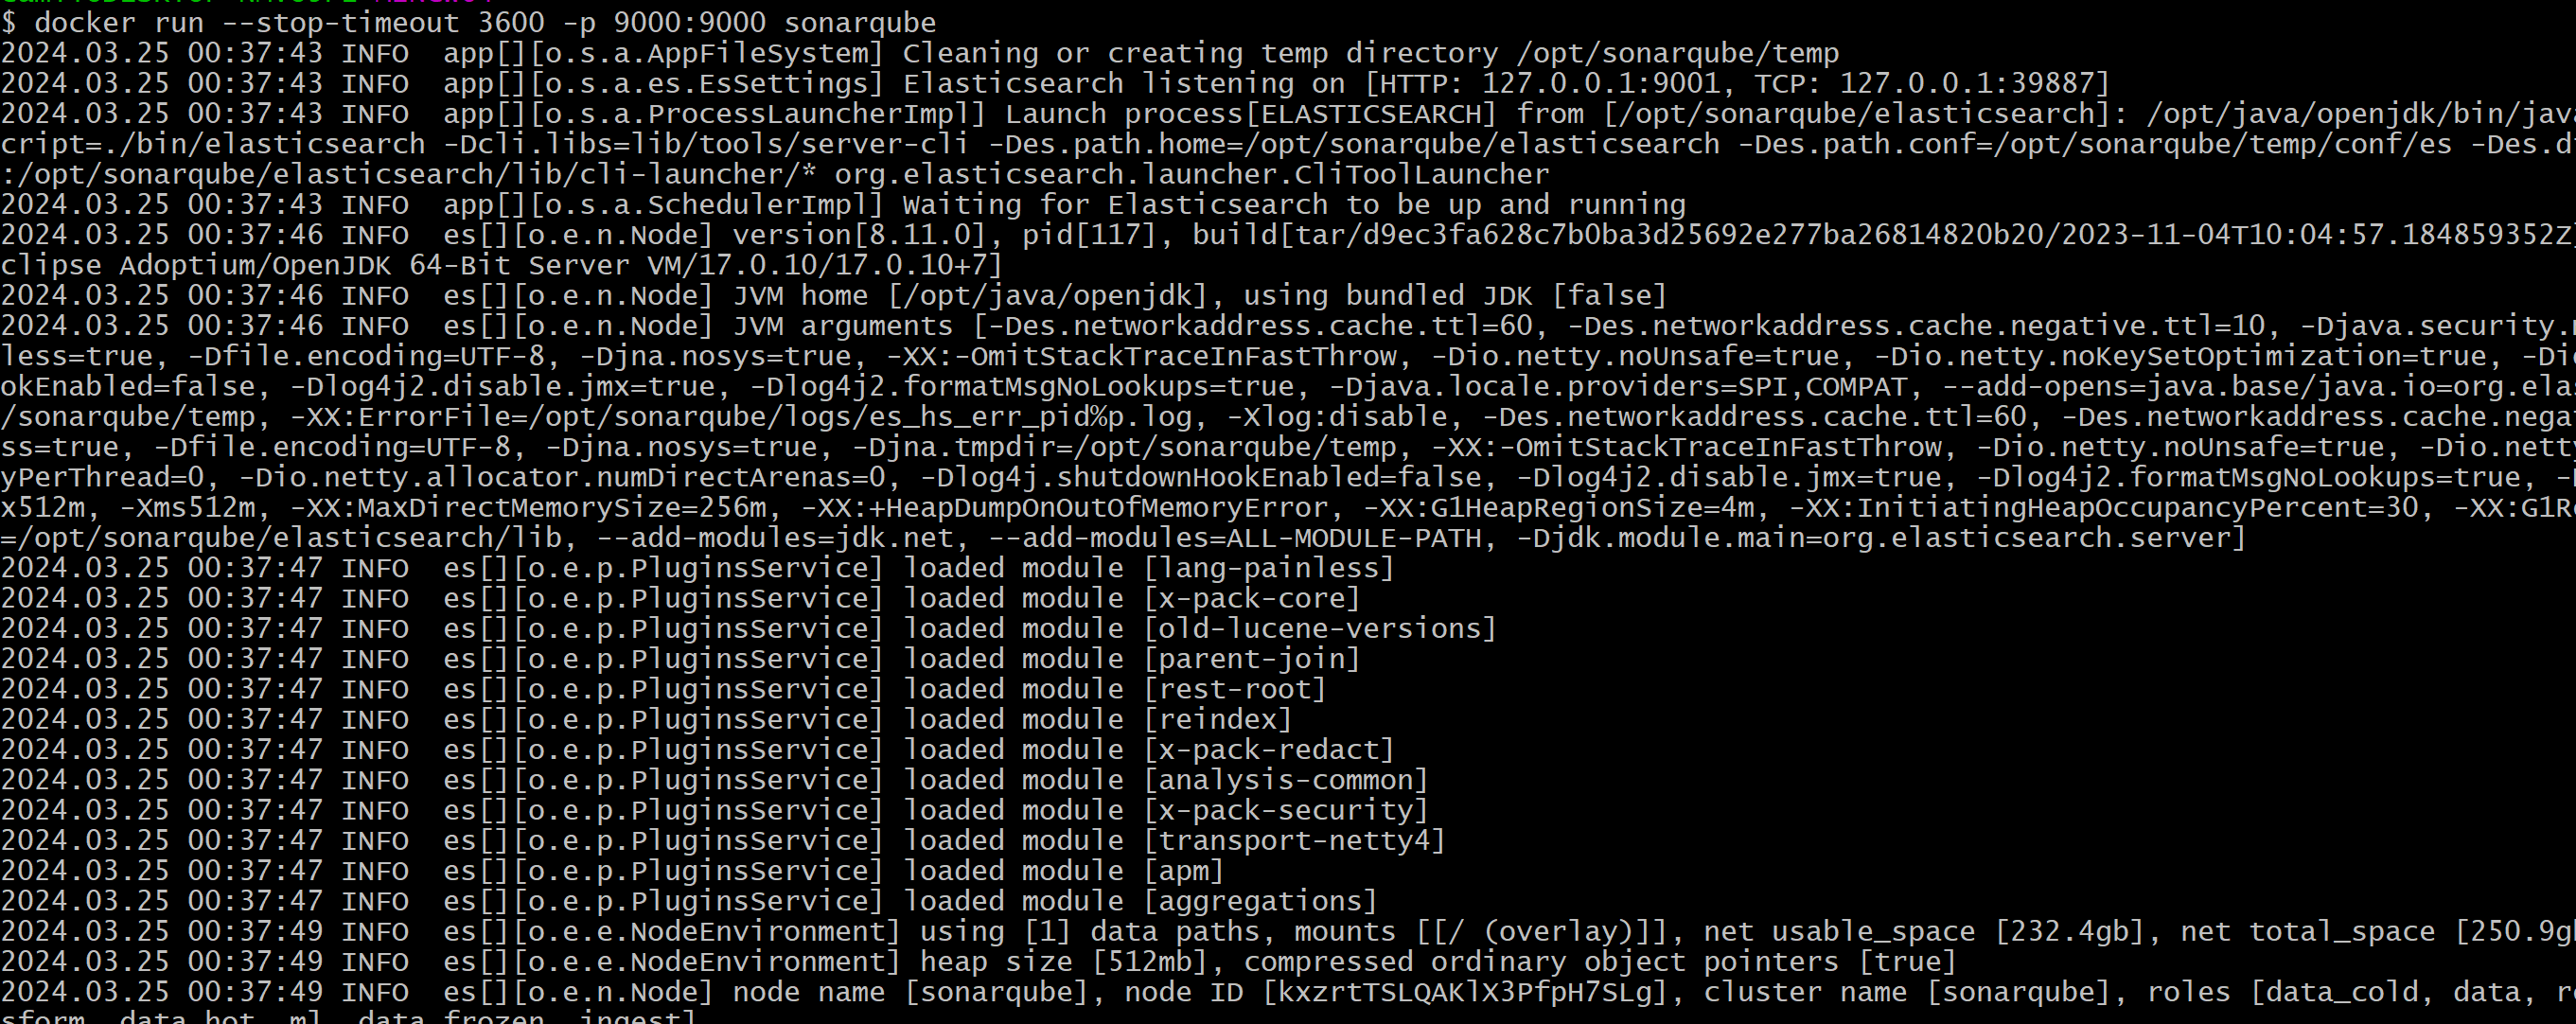 $ docker run --stop-timeout 3600 -p 9000:9000 sonarqube
2024.03.25 00:37:43 INFO  app[][o.s.a.AppFileSystem] Cleaning or creating temp directory /opt/sonarqube/temp
2024.03.25 00:37:43 INFO  app[][o.s.a.es.EsSettings] Elasticsearch listening on [HTTP: 127.0.0.1:9001, TCP: 127.0.0.1:39887]
2024.03.25 00:37:43 INFO  app[][o.s.a.ProcessLauncherImpl] Launch process[ELASTICSEARCH] from [/opt/sonarqube/elasticsearch]: /opt/java/openjdk/bin/java
cript=./bin/elasticsearch -Dcli.libs=lib/tools/server-cli -Des.path.home=/opt/sonarqube/elasticsearch -Des.path.conf=/opt/sonarqube/temp/conf/es -Des.di
:/opt/sonarqube/elasticsearch/lib/cli-launcher/* org.elasticsearch.launcher.CliToolLauncher
2024.03.25 00:37:43 INFO  app[][o.s.a.SchedulerImpl] Waiting for Elasticsearch to be up and running
2024.03.25 00:37:46 INFO  es[][o.e.n.Node] version[8.11.0], pid[117], build[tar/d9ec3fa628c7b0ba3d25692e277ba26814820b20/2023-11-04T10:04:57.184859352Z
clipse Adoptium/OpenJDK 64-Bit Server VM/17.0.10/17.0.10+7]
2024.03.25 00:37:46 INFO  es[][o.e.n.Node] JVM home [/opt/java/openjdk], using bundled JDK [false]
2024.03.25 00:37:46 INFO  es[][o.e.n.Node] JVM arguments [-Des.networkaddress.cache.ttl=60, -Des.networkaddress.cache.negative.ttl=10, -Djava.security.
less=true, -Dfile.encoding=UTF-8, -Djna.nosys=true, -XX:-OmitStackTraceInFastThrow, -Dio.netty.noUnsafe=true, -Dio.netty.noKeySetOptimization=true, -Dio
okEnabled=false, -Dlog4j2.disable.jmx=true, -Dlog4j2.formatMsgNoLookups=true, -Djava.locale.providers=SPI,COMPAT, --add-opens=java.base/java.io=org.elas
/sonarqube/temp, -XX:ErrorFile=/opt/sonarqube/logs/es_hs_err_pid%p.log, -Xlog:disable, -Des.networkaddress.cache.ttl=60, -Des.networkaddress.cache.nega
ss=true, -Dfile.encoding=UTF-8, -Djna.nosys=true, -Djna.tmpdir=/opt/sonarqube/temp, -XX:-OmitStackTraceInFastThrow, -Dio.netty.noUnsafe=true, -Dio.netty
yPerThread=0, -Dio.netty.allocator.numDirectArenas=0, -Dlog4j.shutdownHookEnabled=false, -Dlog4j2.disable.jmx=true, -Dlog4j2.formatMsgNoLookups=true,
x512m, -Xms512m, -XX:MaxDirectMemorySize=256m, -XX:+HeapDumpOnOutOfMemoryError, -XX:G1HeapRegionSize=4m, -XX:InitiatingHeapOccupancyPercent=30, -XX:G1Re
=/opt/sonarqube/elasticsearch/lib, --add-modules=jdk.net, --add-modules=ALL-MODULE-PATH, -Djdk.module.main=org.elasticsearch.server]
2024.03.25 00:37:47 INFO  es[][o.e.p.PluginsService] loaded module [lang-painless]
2024.03.25 00:37:47 INFO  es[][o.e.p.PluginsService] loaded module [x-pack-core]
2024.03.25 00:37:47 INFO  es[][o.e.p.PluginsService] loaded module [old-lucene-versions]
2024.03.25 00:37:47 INFO  es[][o.e.p.PluginsService] loaded module [parent-join]
2024.03.25 00:37:47 INFO  es[][o.e.p.PluginsService] loaded module [rest-root]
2024.03.25 00:37:47 INFO  es[][o.e.p.PluginsService] loaded module [reindex]
2024.03.25 00:37:47 INFO  es[][o.e.p.PluginsService] loaded module [x-pack-redact]
2024.03.25 00:37:47 INFO  es[][o.e.p.PluginsService] loaded module [analysis-common]
2024.03.25 00:37:47 INFO  es[][o.e.p.PluginsService] loaded module [x-pack-security]
2024.03.25 00:37:47 INFO  es[][o.e.p.PluginsService] loaded module [transport-netty4]
2024.03.25 00:37:47 INFO  es[][o.e.p.PluginsService] loaded module [apm]
2024.03.25 00:37:47 INFO  es[][o.e.p.PluginsService] loaded module [aggregations]
2024.03.25 00:37:49 INFO  es[][o.e.e.NodeEnvironment] using [1] data paths, mounts [[/ (overlay)]], net usable_space [232.4gb], net total_space [250.9gb
2024.03.25 00:37:49 INFO  es[][o.e.e.NodeEnvironment] heap size [512mb], compressed ordinary object pointers [true]
2024.03.25 00:37:49 INFO  es[][o.e.n.Node] node name [sonarqube], node ID [kxzrtTSLQAKlX3PfpH7SLg], cluster name [sonarqube], roles [data_cold, data, re
sform, data_hot, ml, data_frozen, ingest]